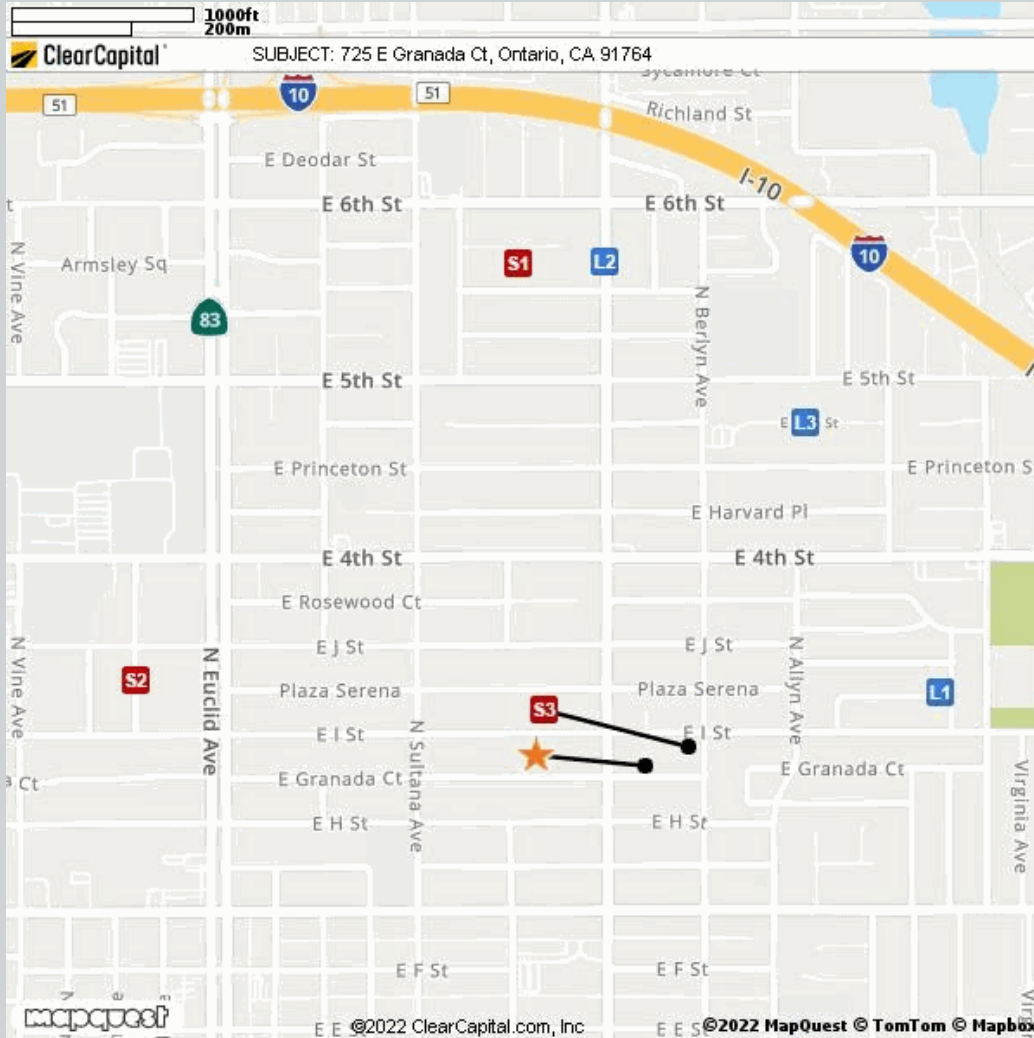 1000ft
200m
ClearCapital SUBJECT: 725 E Granada Ct, Ontario, CA 91764
Sycamore Ct
51
10
51
Richland St
E Deodar St
I-10
E 6th St
E 6th St
N Vine Ave
Armsley Sq
S1
L2
10
83
N Berlyn Ave
E 5th St
E 5th St
E L3 St
E Princeton St
E Princeton S
E Harvard Pl
E 4th St
E 4th St
E Rosewood Ct
N Vine Ave
E J St
E J St
N Allyn Ave
S2
N Euclid Ave
Plaza Serena
Plaza Serena
L1
S3
E I St
E I St
N Sultana Ave
Ct
E Granada Ct
E Granada Ct
Virginia Ave
E H St
E H St
E F St
E F St
mapquest
E E St
©2022 ClearCapital.com, Inc
E E St
©2022 MapQuest © TomTom © Mapbox